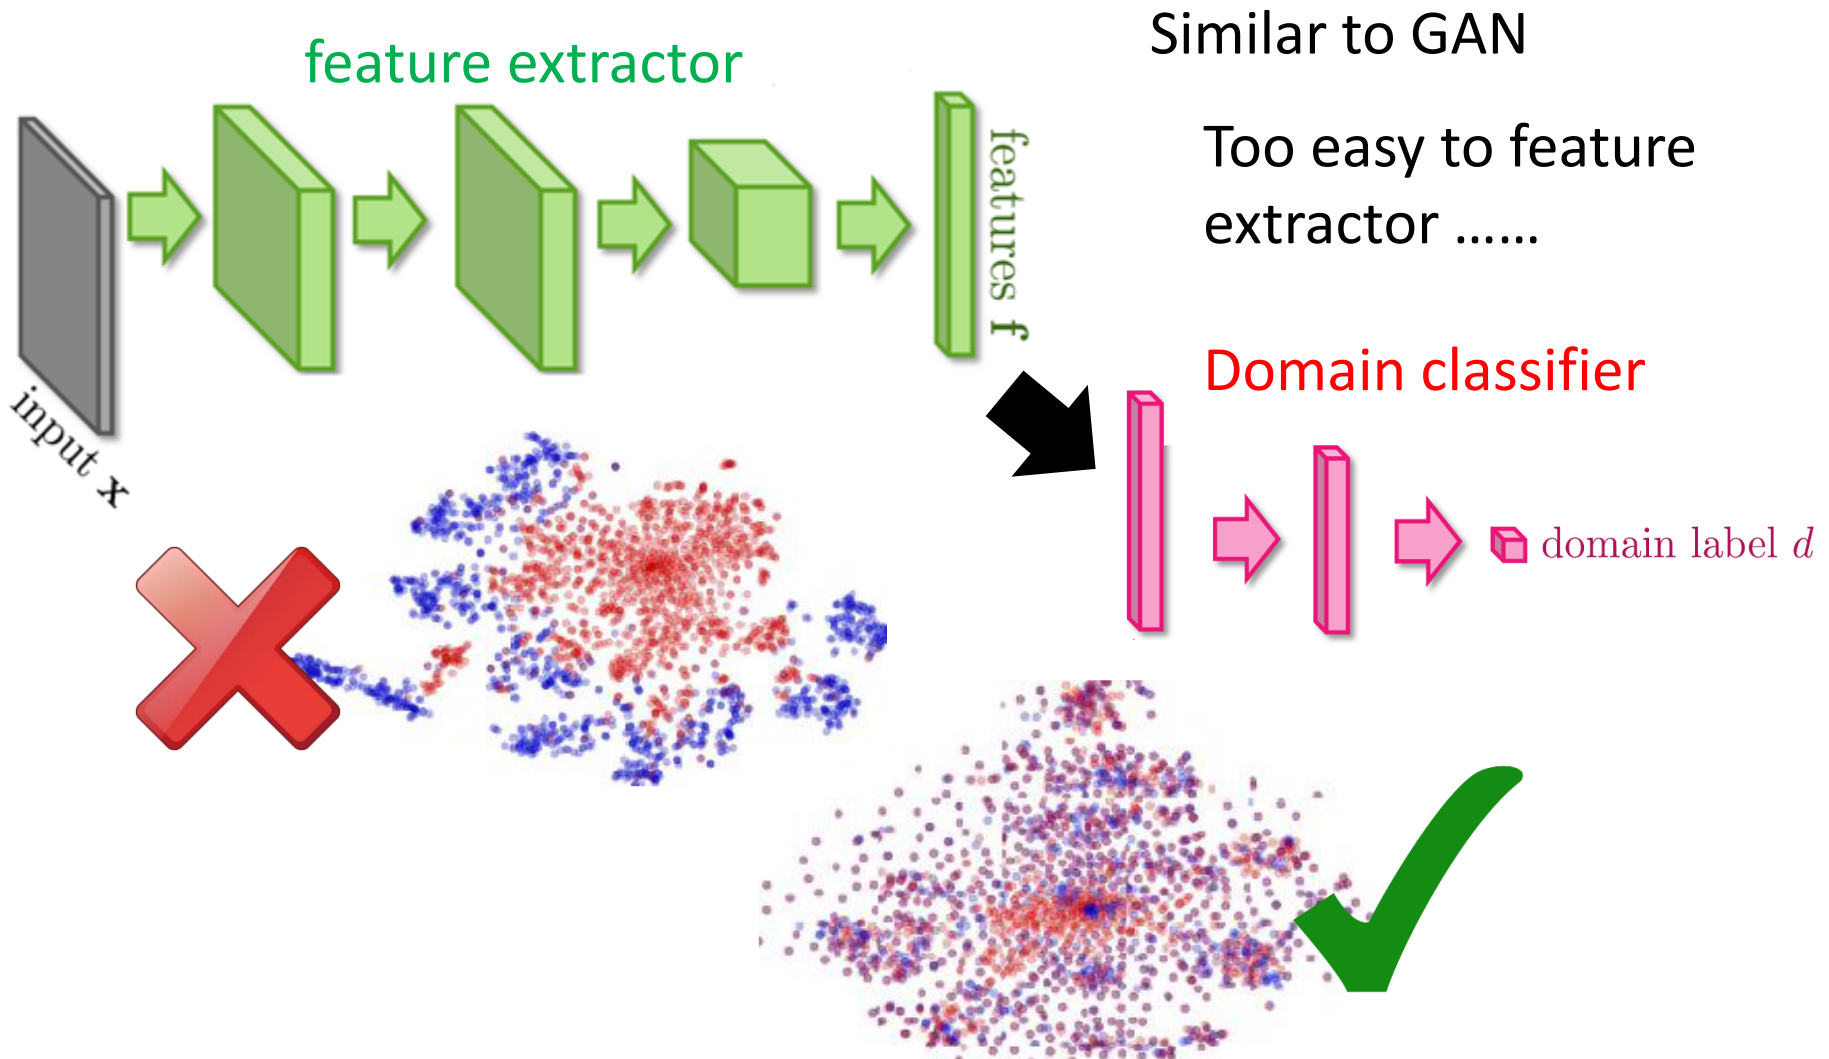 feature extractor
Similar to GAN
Too easy to feature
extractor ……
features f
input x
Domain classifier
domain label d